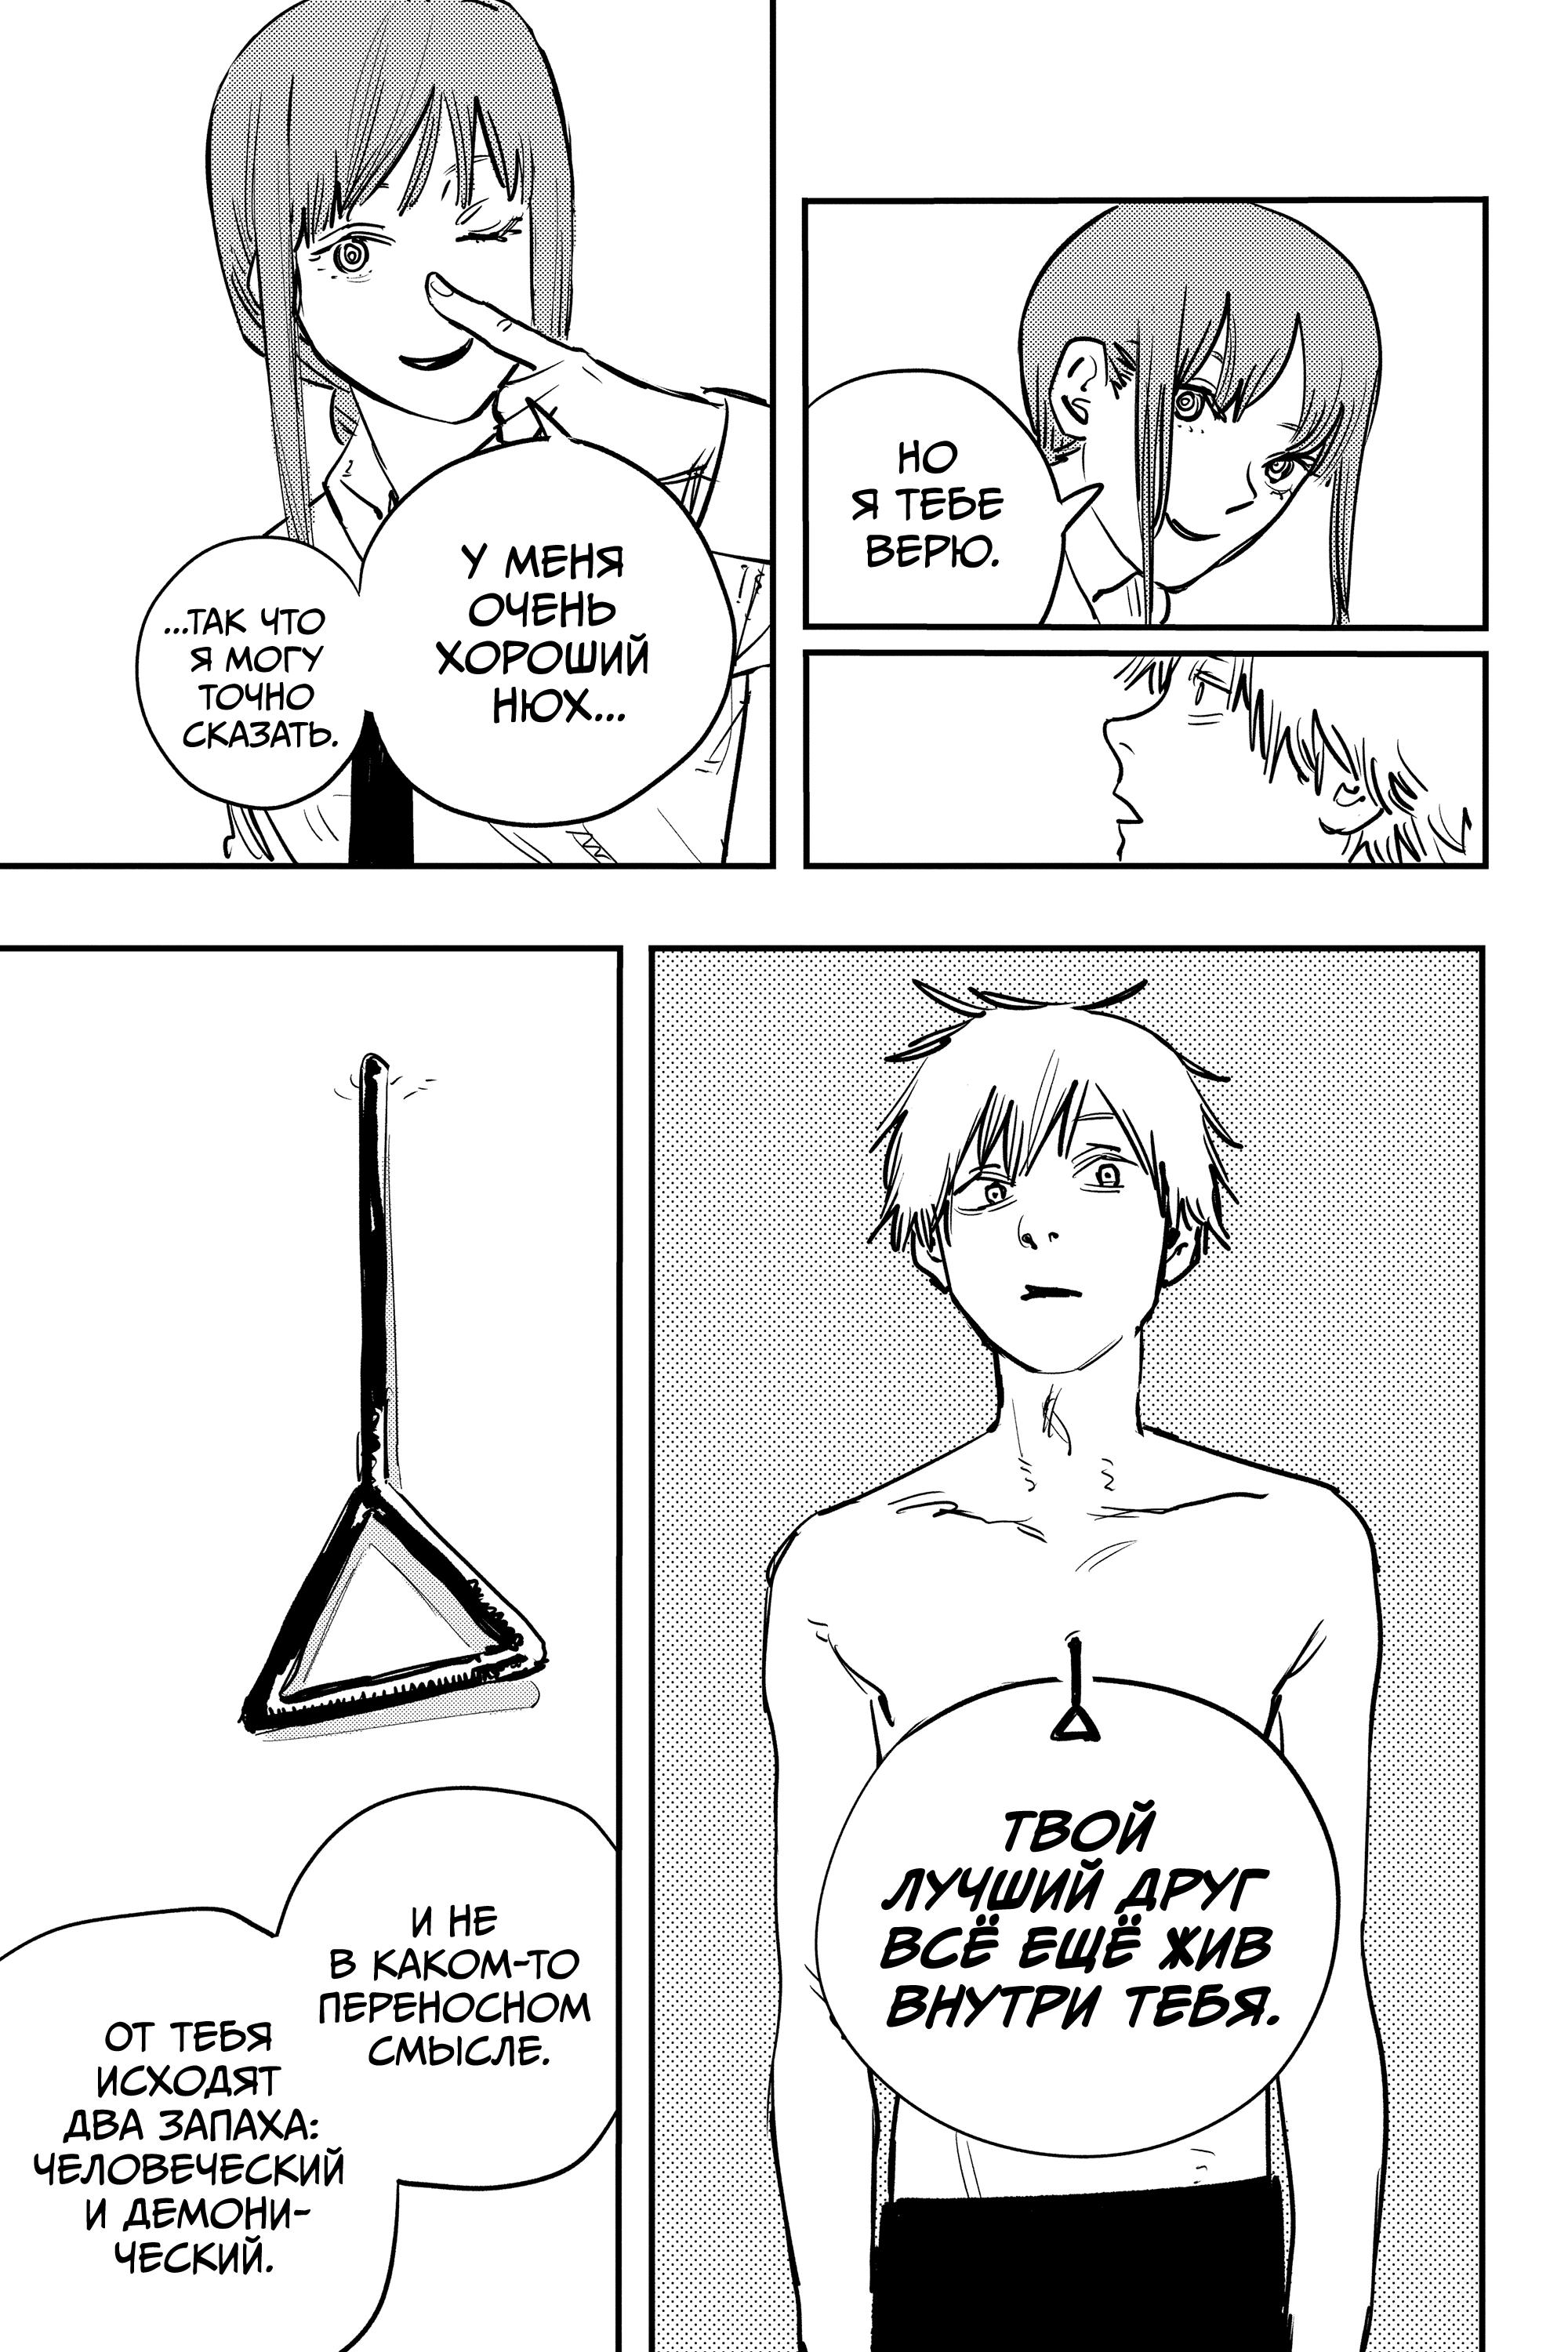 НО
Я ТЕБЕ
ВЕРЮ.
У МЕНЯ
ОЧЕНЬ
ХОРОШИЙ
НЮХ...
...ТАК ЧТО
Я МОГУ
ТОЧНО
СКАЗАТЬ.
ТВОЙ
ЛУЧШИЙ ДРУГ
ВСЁ ЕЩЁ ЖИВ
ВНУТРИ ТЕБЯ.
И НЕ
В КАКОМ-ТО
ПЕРЕНОСНОМ
СМЫСЛЕ.
ОТ ТЕБЯ
ИСХОДЯТ
ДВА ЗАПАХА:
ЧЕЛОВЕЧЕСКИЙ
И ДЕМОНИ-
ЧЕСКИЙ.